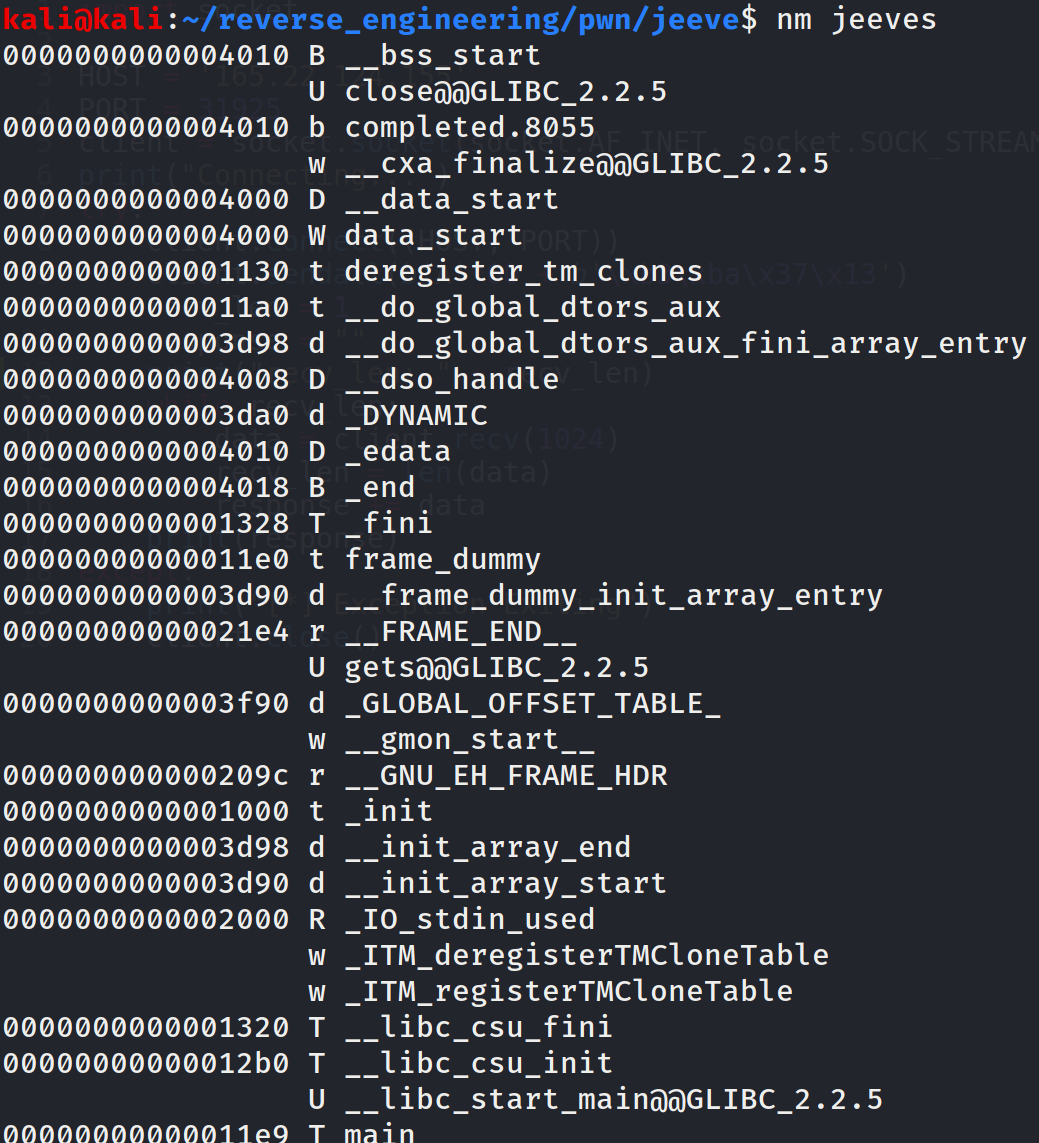 kali@kali:~/reverse_engineering/pwn/jeeve$ nm jeeves
0000000000004010 B __bss_start
                 U close@@GLIBC_2.2.5
0000000000004010 b completed.8055
                 w __cxa_finalize@@GLIBC_2.2.5
0000000000004000 D __data_start
0000000000004000 W data_start
0000000000001130 t deregister_tm_clones
00000000000011a0 t __do_global_dtors_aux
0000000000003d98 d __do_global_dtors_aux_fini_array_entry
0000000000004008 D __dso_handle
0000000000003da0 d _DYNAMIC
0000000000004010 D _edata
0000000000004018 B _end
0000000000001328 T _fini
00000000000011e0 t frame_dummy
0000000000003d90 d __frame_dummy_init_array_entry
00000000000021e4 r __FRAME_END__
                 U gets@@GLIBC_2.2.5
0000000000003f90 d _GLOBAL_OFFSET_TABLE_
                 w __gmon_start__
000000000000209c r __GNU_EH_FRAME_HDR
0000000000001000 t _init
0000000000003d98 d __init_array_end
0000000000003d90 d __init_array_start
0000000000002000 R _IO_stdin_used
                 w _ITM_deregisterTMCloneTable
                 w _ITM_registerTMCloneTable
0000000000001320 T __libc_csu_fini
00000000000012b0 T __libc_csu_init
                 U __libc_start_main@@GLIBC_2.2.5
00000000000011e9 T main